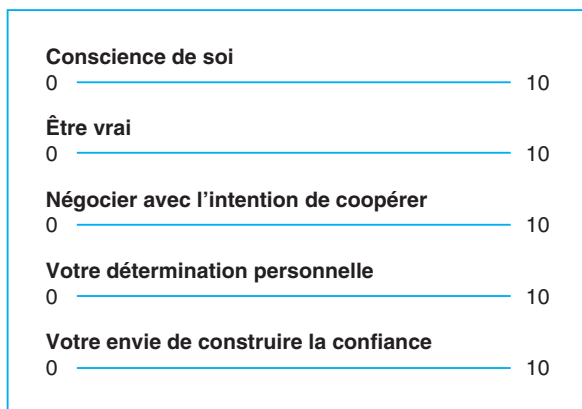 Conscience de soi
0 10
Être vrai
0 10
Négocier avec l’intention de coopérer
0 10
Votre détermination personnelle
0 10
Votre envie de construire la confiance
0 10